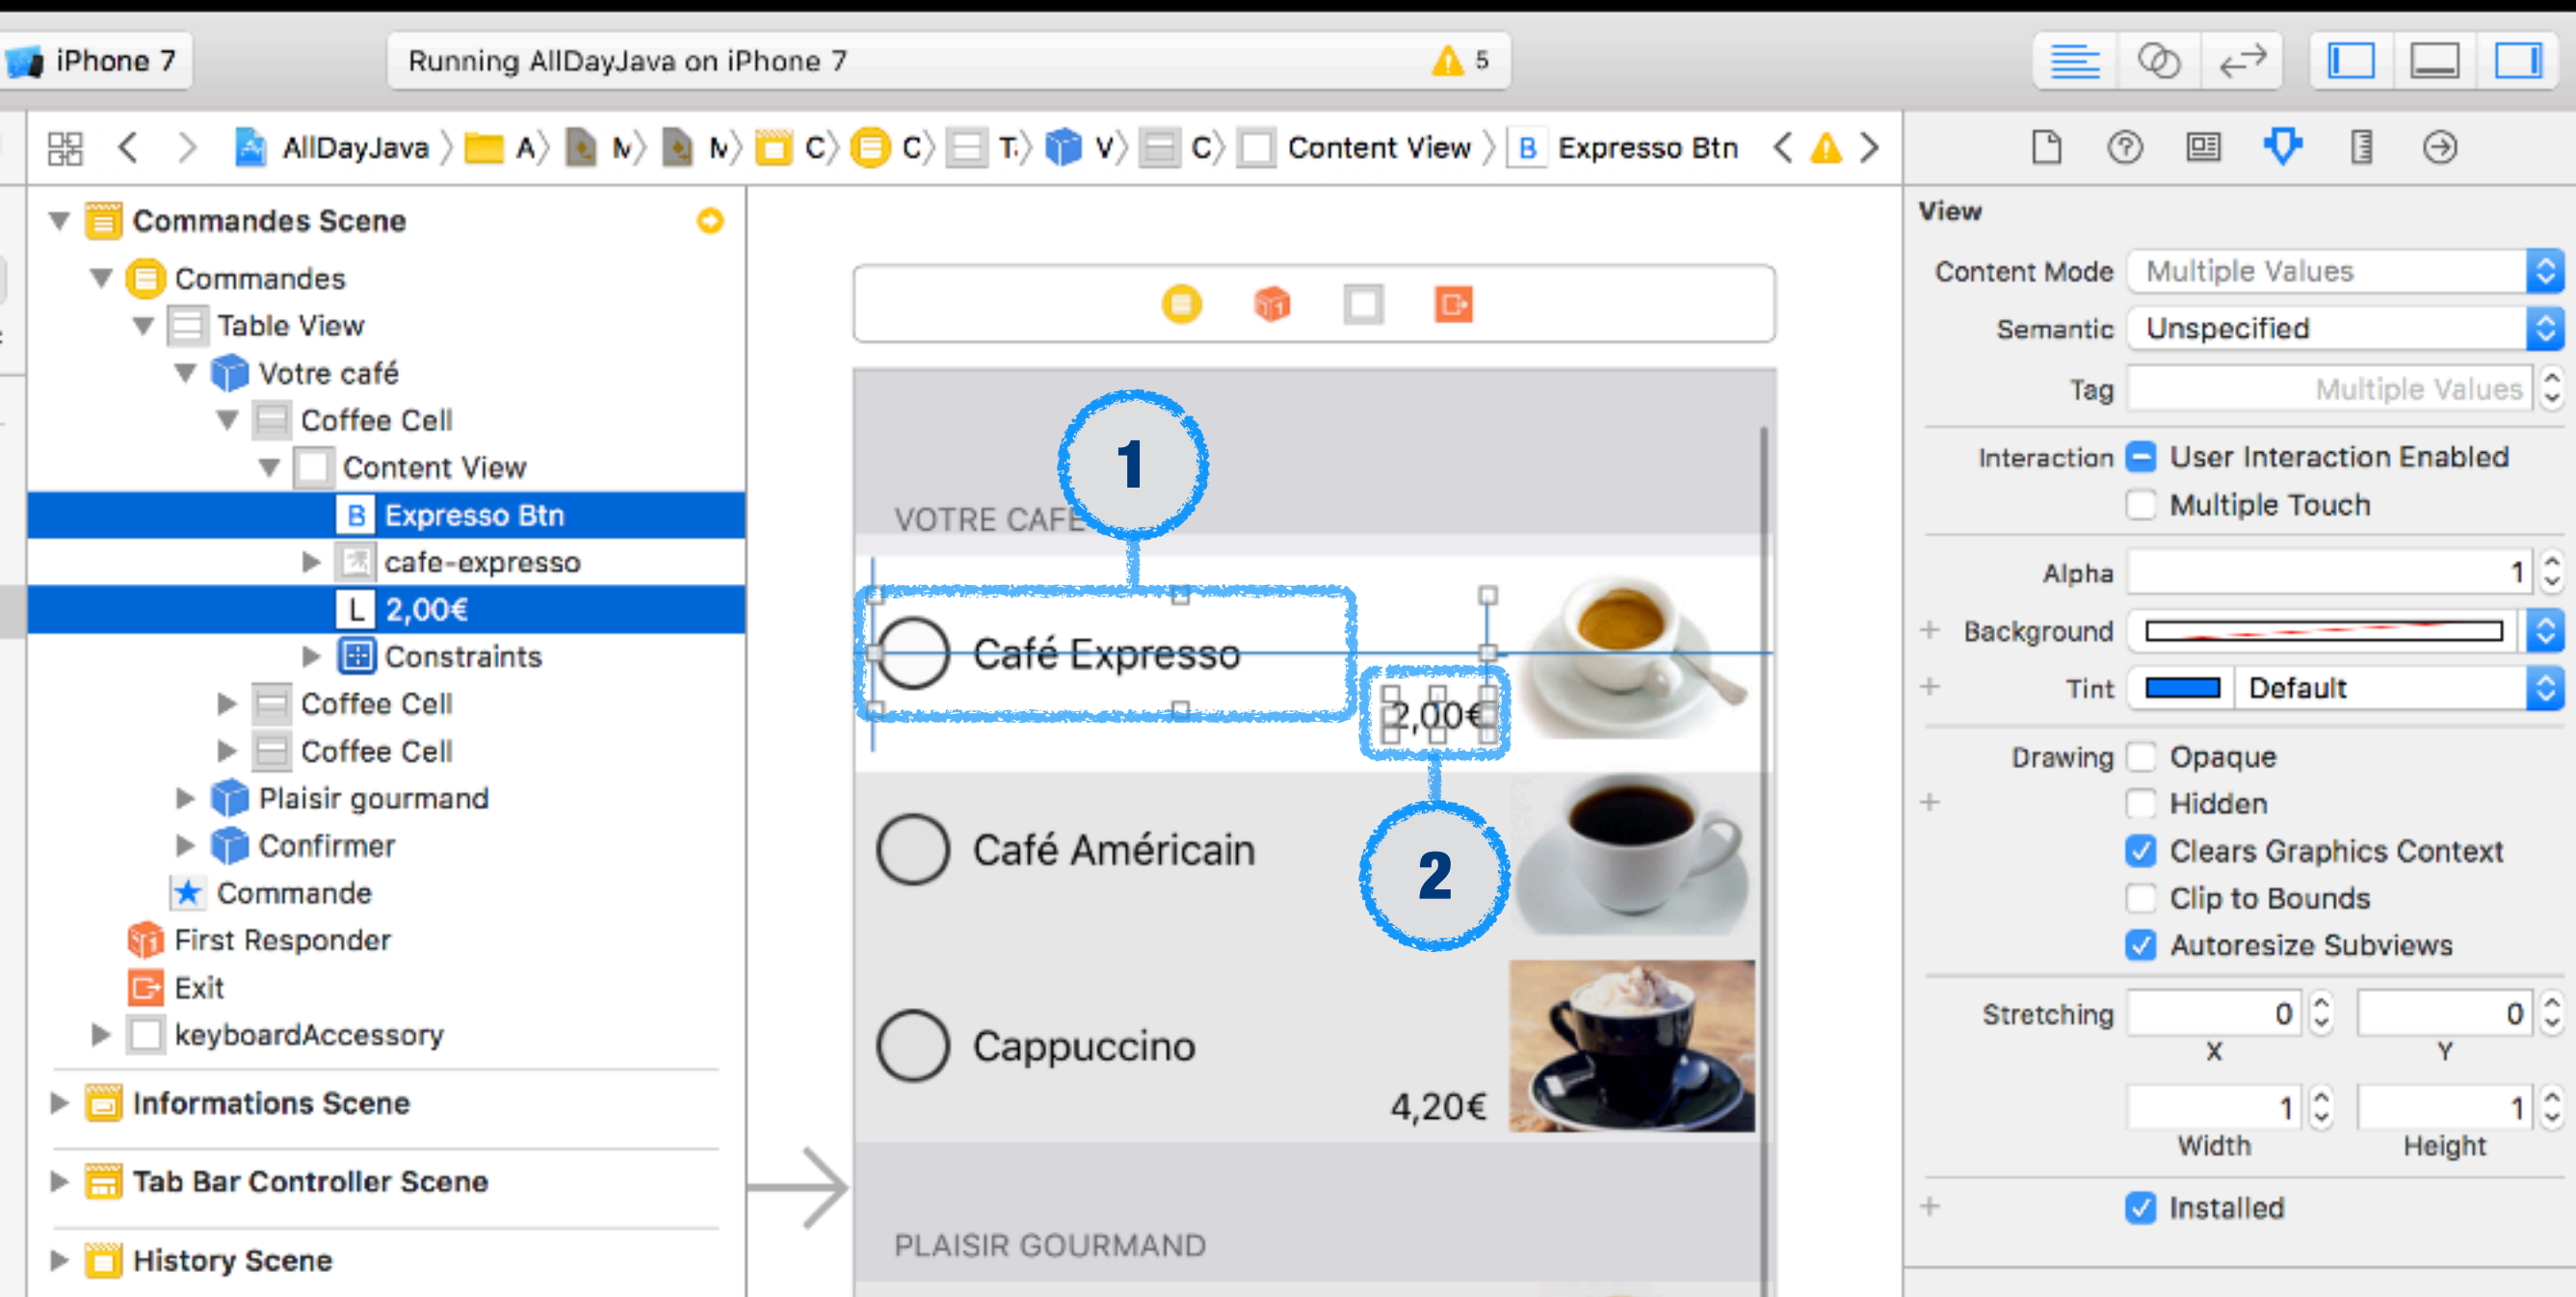 iPhone 7
Running AllDayJava on iPhone 7
5
AllDayJava
A
M
M
C
C
T
V
C
Content View
B
Expresso Btn
Commandes Scene
Commandes
Table View
Votre café
Coffee Cell
Content View
B Expresso Btn
cafe-expresso
L 2,00€
Constraints
Coffee Cell
Coffee Cell
Plaisir gourmand
Confirmer
Commande
First Responder
Exit
keyboardAccessory
Informations Scene
Tab Bar Controller Scene
History Scene
1
VOTRE CAFÉ
Café Expresso
2,00€
2
Café Américain
Cappuccino
4,20€
PLAISIR GOURMAND
View
Content Mode Multiple Values
Semantic Unspecified
Tag Multiple Values
Interaction User Interaction Enabled
Multiple Touch
Alpha 1
Background
Tint Default
Drawing Opaque
Hidden
Clears Graphics Context
Clip to Bounds
Autoresize Subviews
Stretching 0 0
X Y
1 1
Width Height
Installed